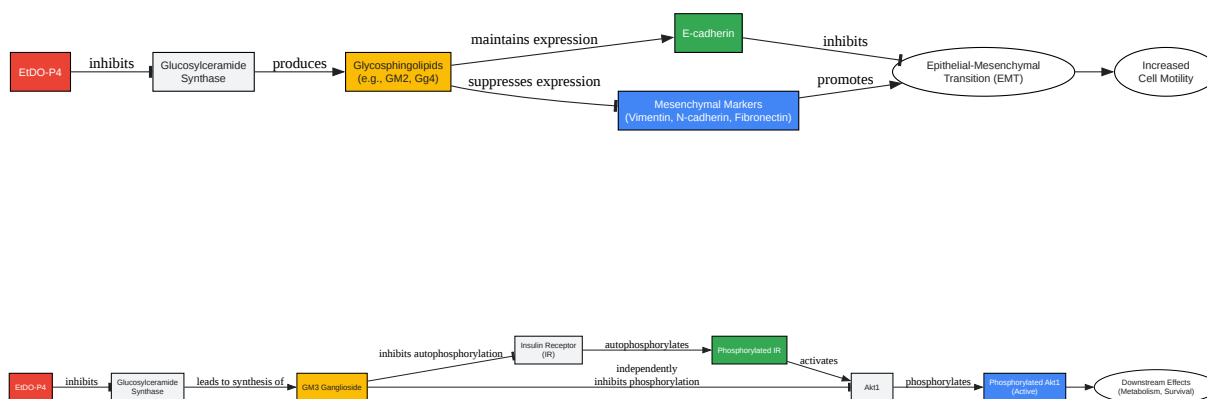 EtDO-P4
inhibits
Glucosylceramide
Synthase
produces
Glycosphingolipids
(e.g., GM2, Gg4)
maintains expression
suppresses expression
E-cadherin
Mesenchymal Markers
(Vimentin, N-cadherin, Fibronectin)
inhibits
promotes
Epithelial-Mesenchymal
Transition (EMT)
Increased
Cell Motility
EtDO-P4
inhibits
Glucosylceramide
Synthase
leads to synthesis of
GM3 Ganglioside
inhibits autophosphorylation
Insulin Receptor
(IR)
autophosphorylates
Phosphorylated IR
activates
independently
inhibits phosphorylation
Akt1
phosphorylates
Phosphorylated Akt1
(Active)
Downstream Effects
(Metabolism, Survival)